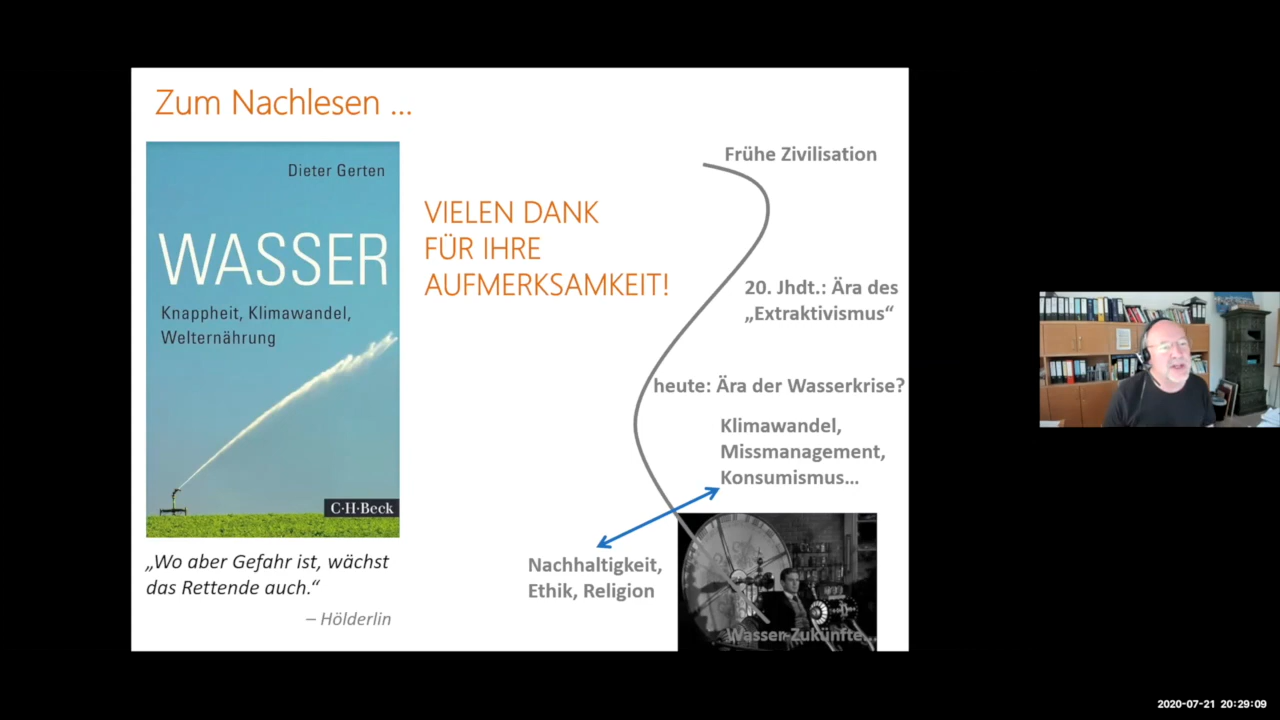 Zum Nachlesen ...
Dieter Gerten
WASSER
Knappheit, Klimawandel,
Welternährung
C·H·Beck
„Wo aber Gefahr ist, wächst
das Rettende auch.“
– Hölderlin
VIELEN DANK
FÜR IHRE
AUFMERKSAMKEIT!
Frühe Zivilisation
20. Jhdt.: Ära des
„Extraktivismus“
heute: Ära der Wasserkrise?
Klimawandel,
Missmanagement,
Konsumismus…
Nachhaltigkeit,
Ethik, Religion
Wasser-Zukünfte…
2020-07-21 20:29:09